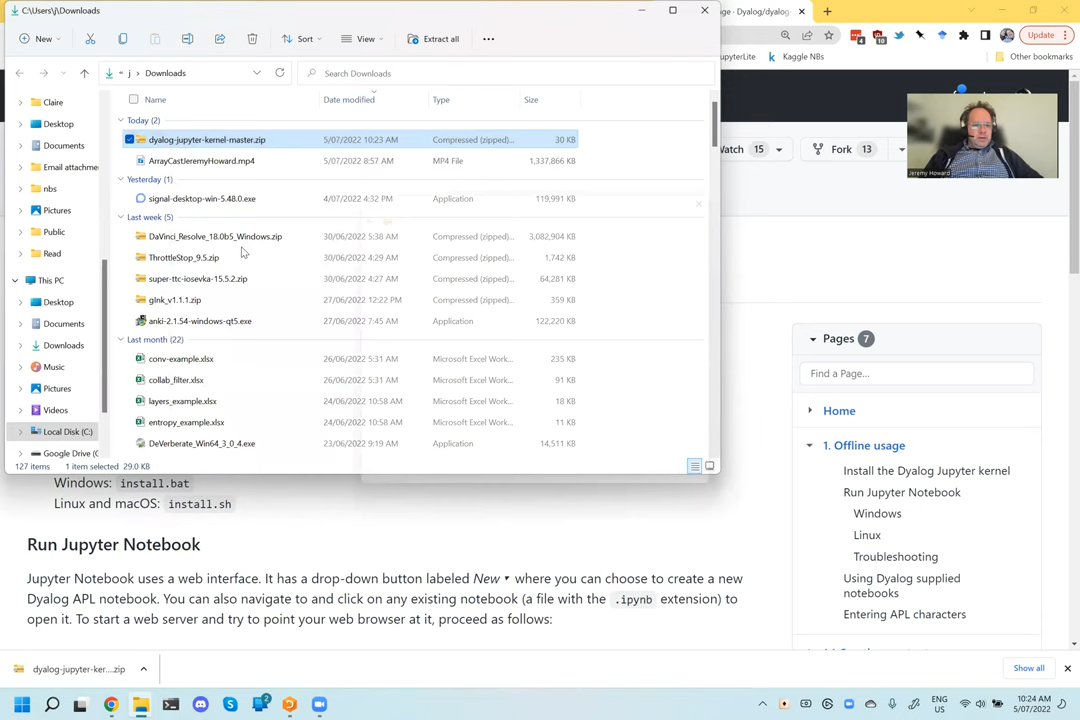 C:\Users\j\Downloads
New
Sort
View
Extract all
« j › Downloads
Search Downloads
Name
Date modified
Type
Size
Claire
Desktop
Documents
Email attachme
nbs
Pictures
Public
Read
This PC
Desktop
Documents
Downloads
Music
Pictures
Videos
Local Disk (C:)
Google Drive (C
Today (2)
dyalog-jupyter-kernel-master.zip 5/07/2022 10:23 AM Compressed (zipped)... 30 KB
ArrayCastJeremyHoward.mp4 5/07/2022 8:57 AM MP4 File 1,337,866 KB
Yesterday (1)
signal-desktop-win-5.48.0.exe 4/07/2022 4:32 PM Application 119,991 KB
Last week (5)
DaVinci_Resolve_18.0b5_Windows.zip 30/06/2022 5:38 AM Compressed (zipped)... 3,082,904 KB
ThrottleStop_9.5.zip 30/06/2022 4:29 AM Compressed (zipped)... 1,742 KB
super-ttc-iosevka-15.5.2.zip 30/06/2022 4:27 AM Compressed (zipped)... 64,281 KB
gInk_v1.1.1.zip 27/06/2022 12:22 PM Compressed (zipped)... 359 KB
anki-2.1.54-windows-qt5.exe 27/06/2022 7:45 AM Application 122,220 KB
Last month (22)
conv-example.xlsx 26/06/2022 5:31 AM Microsoft Excel Work... 235 KB
collab_filter.xlsx 26/06/2022 5:31 AM Microsoft Excel Work... 91 KB
layers_example.xlsx 24/06/2022 10:58 AM Microsoft Excel Work... 18 KB
entropy_example.xlsx 24/06/2022 10:58 AM Microsoft Excel Work... 11 KB
DeVerberate_Win64_3_0_4.exe 23/06/2022 9:19 AM Application 14,511 KB
127 items 1 item selected 29.0 KB
ge · Dyalog/dyalog-
Update
upyterLite
Kaggle NBs
Other bookmarks
Jeremy Howard
Watch 15
Fork 13
Pages 7
Find a Page...
Home
1. Offline usage
Install the Dyalog Jupyter kernel
Run Jupyter Notebook
Windows
Linux
Troubleshooting
Using Dyalog supplied
notebooks
Entering APL characters
Windows: install.bat
Linux and macOS: install.sh
Run Jupyter Notebook
Jupyter Notebook uses a web interface. It has a drop-down button labeled New ▾ where you can choose to create a new
Dyalog APL notebook. You can also navigate to and click on any existing notebook (a file with the .ipynb extension) to
open it. To start a web server and try to point your web browser at it, proceed as follows:
dyalog-jupyter-ker....zip
Show all
ENG
US
10:24 AM
5/07/2022